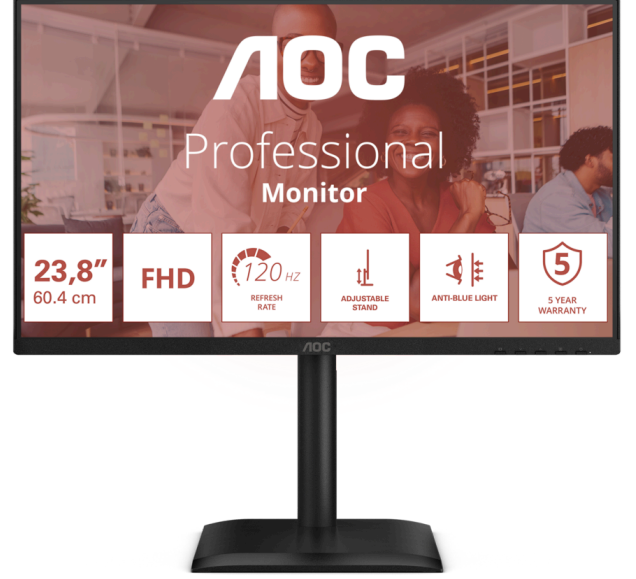 AOC
Professional
Monitor
23,8”
60.4 cm
FHD
120 HZ
REFRESH
RATE
ADJUSTABLE
STAND
ANTI-BLUE LIGHT
5
5 YEAR
WARRANTY
AOC